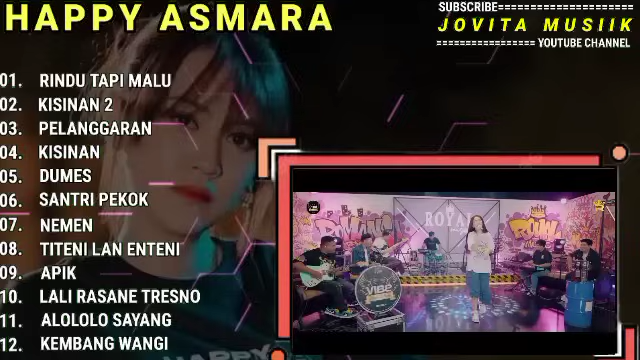 HAPPY ASMARA
SUBSCRIBE=====================
JOVITA MUSIIK
================ YOUTUBE CHANNEL
01. RINDU TAPI MALU
02. KISINAN 2
03. PELANGGARAN
04. KISINAN
05. DUMES
06. SANTRI PEKOK
07. NEMEN
08. TITENI LAN ENTENI
09. APIK
10. LALI RASANE TRESNO
11. ALOLOLO SAYANG
12. KEMBANG WANGI
ROYAL
VIBE
HAPPY